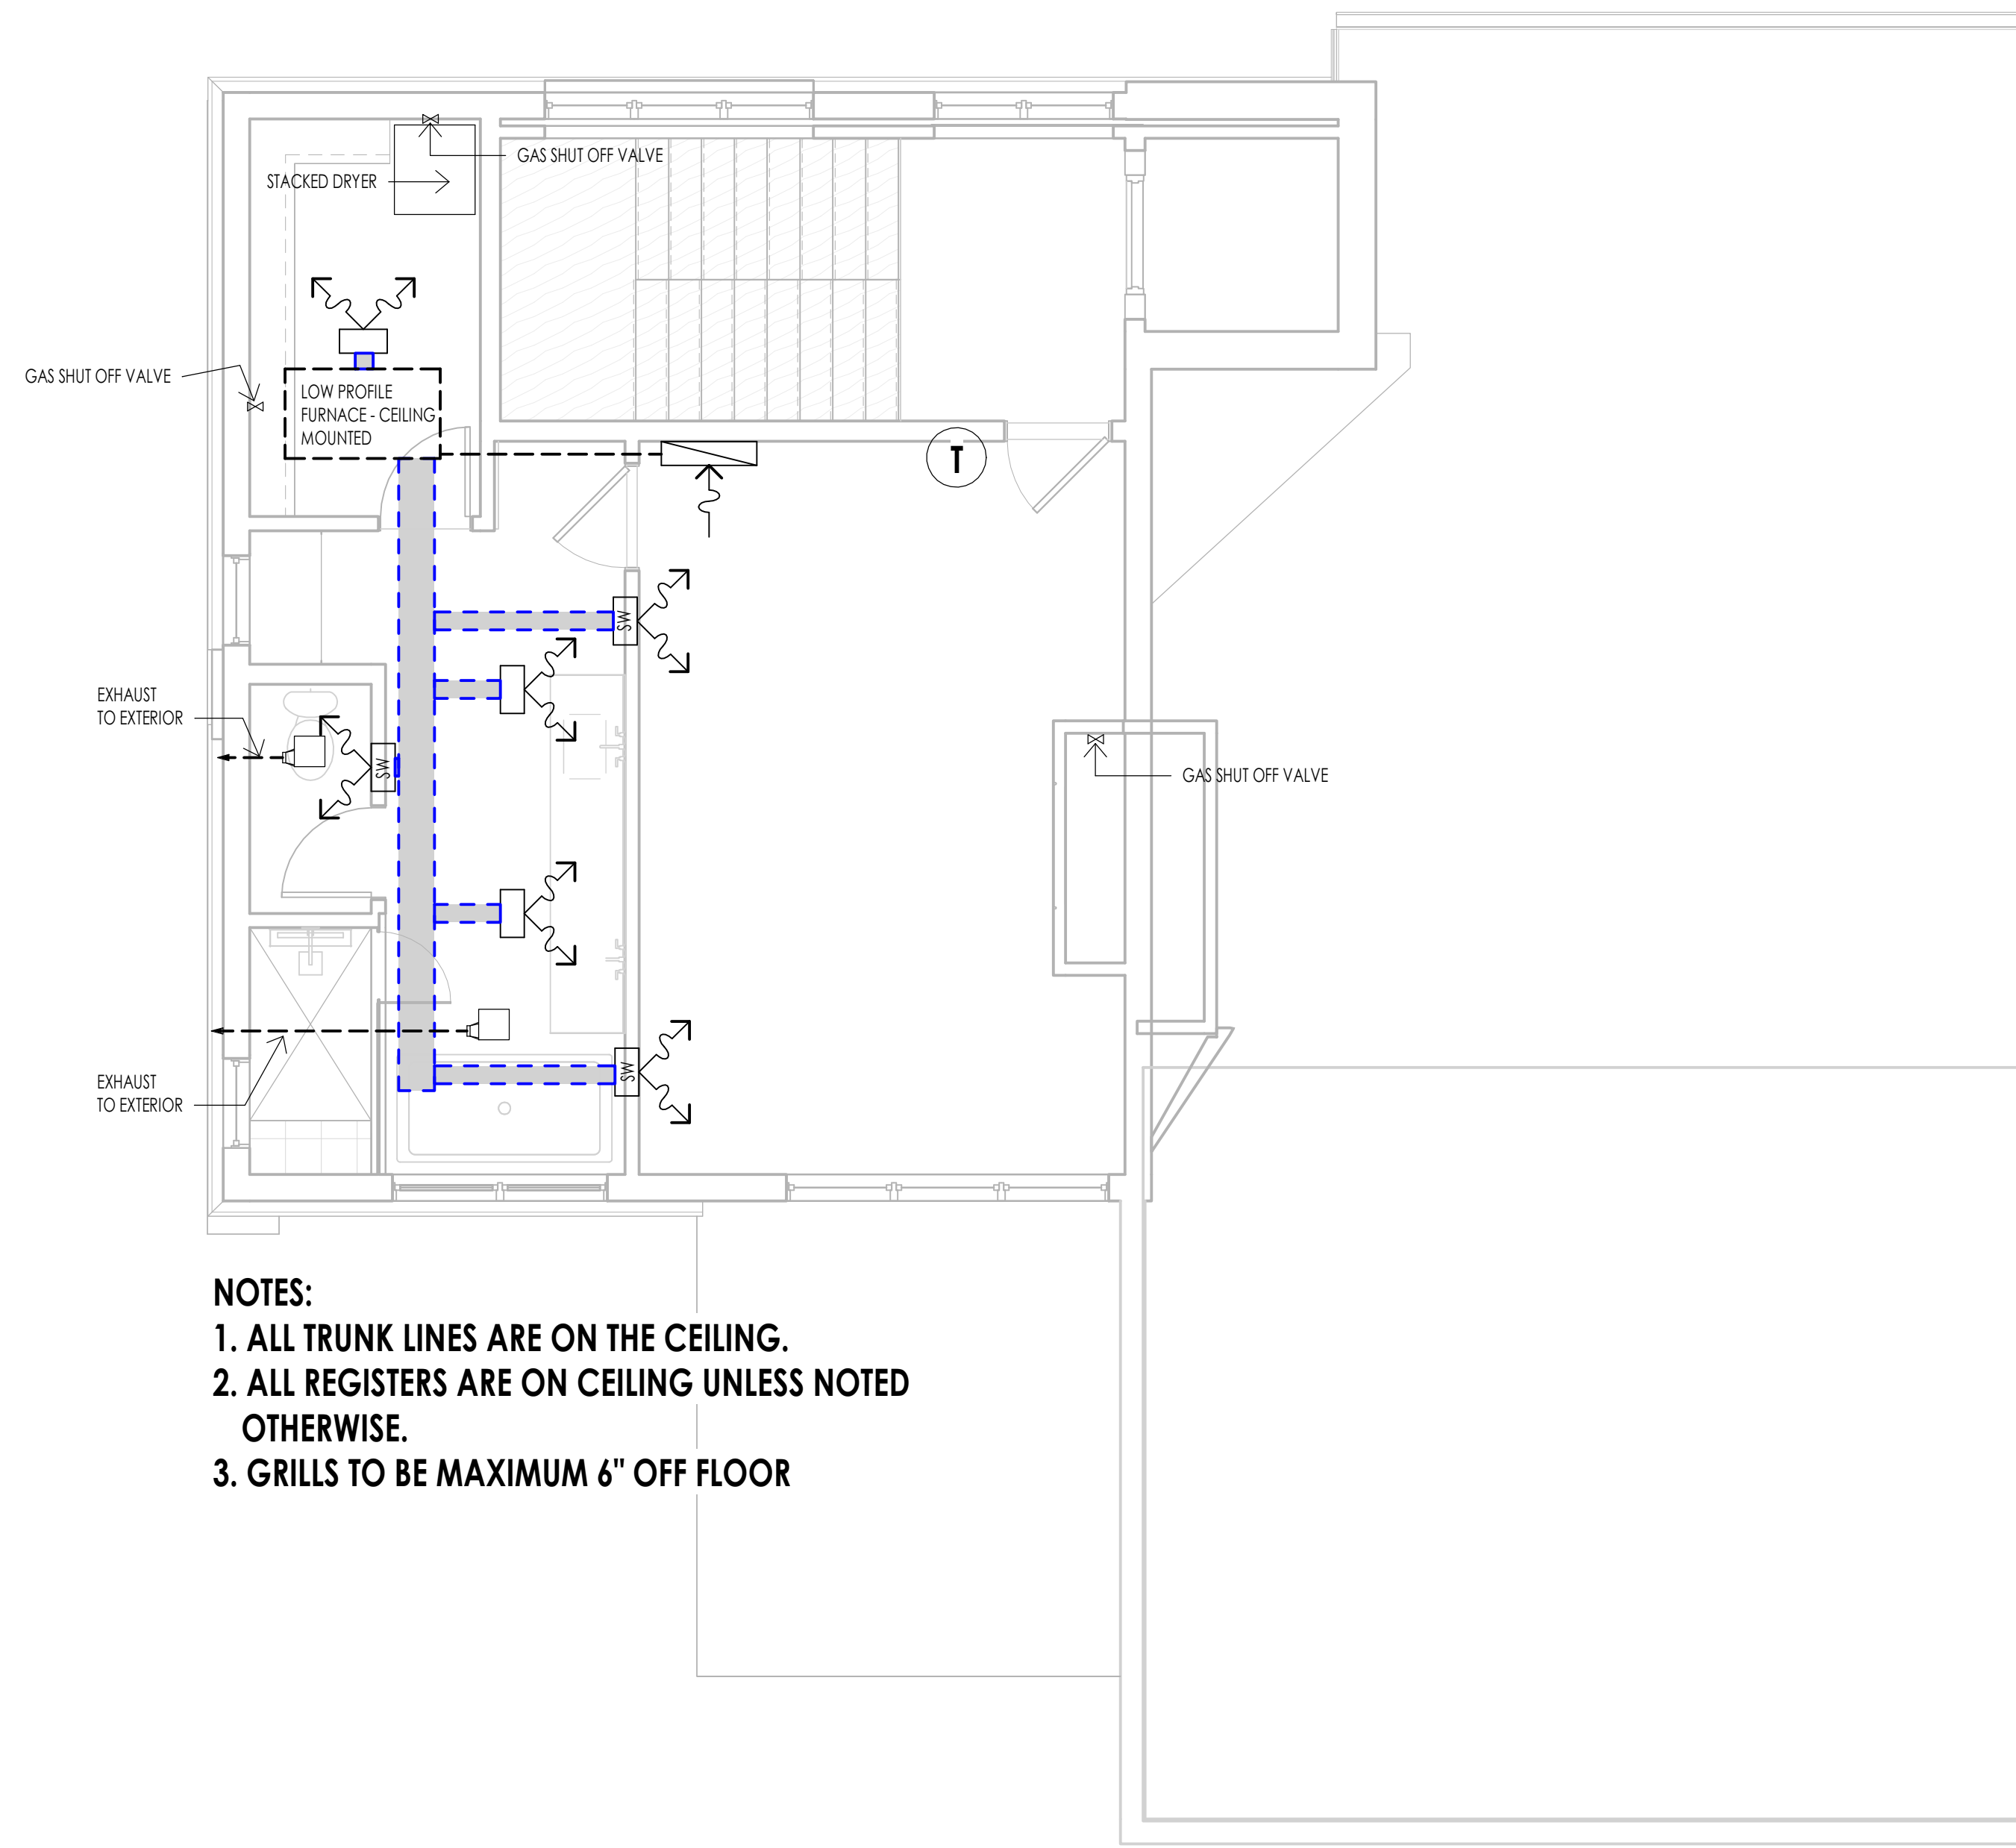 GAS SHUT OFF VALVE
STACKED DRYER
GAS SHUT OFF VALVE
LOW PROFILE
FURNACE - CEILING
MOUNTED
T
SW
EXHAUST
TO EXTERIOR
SW
GAS SHUT OFF VALVE
SW
EXHAUST
TO EXTERIOR
NOTES:
1. ALL TRUNK LINES ARE ON THE CEILING.
2. ALL REGISTERS ARE ON CEILING UNLESS NOTED
OTHERWISE.
3. GRILLS TO BE MAXIMUM 6" OFF FLOOR